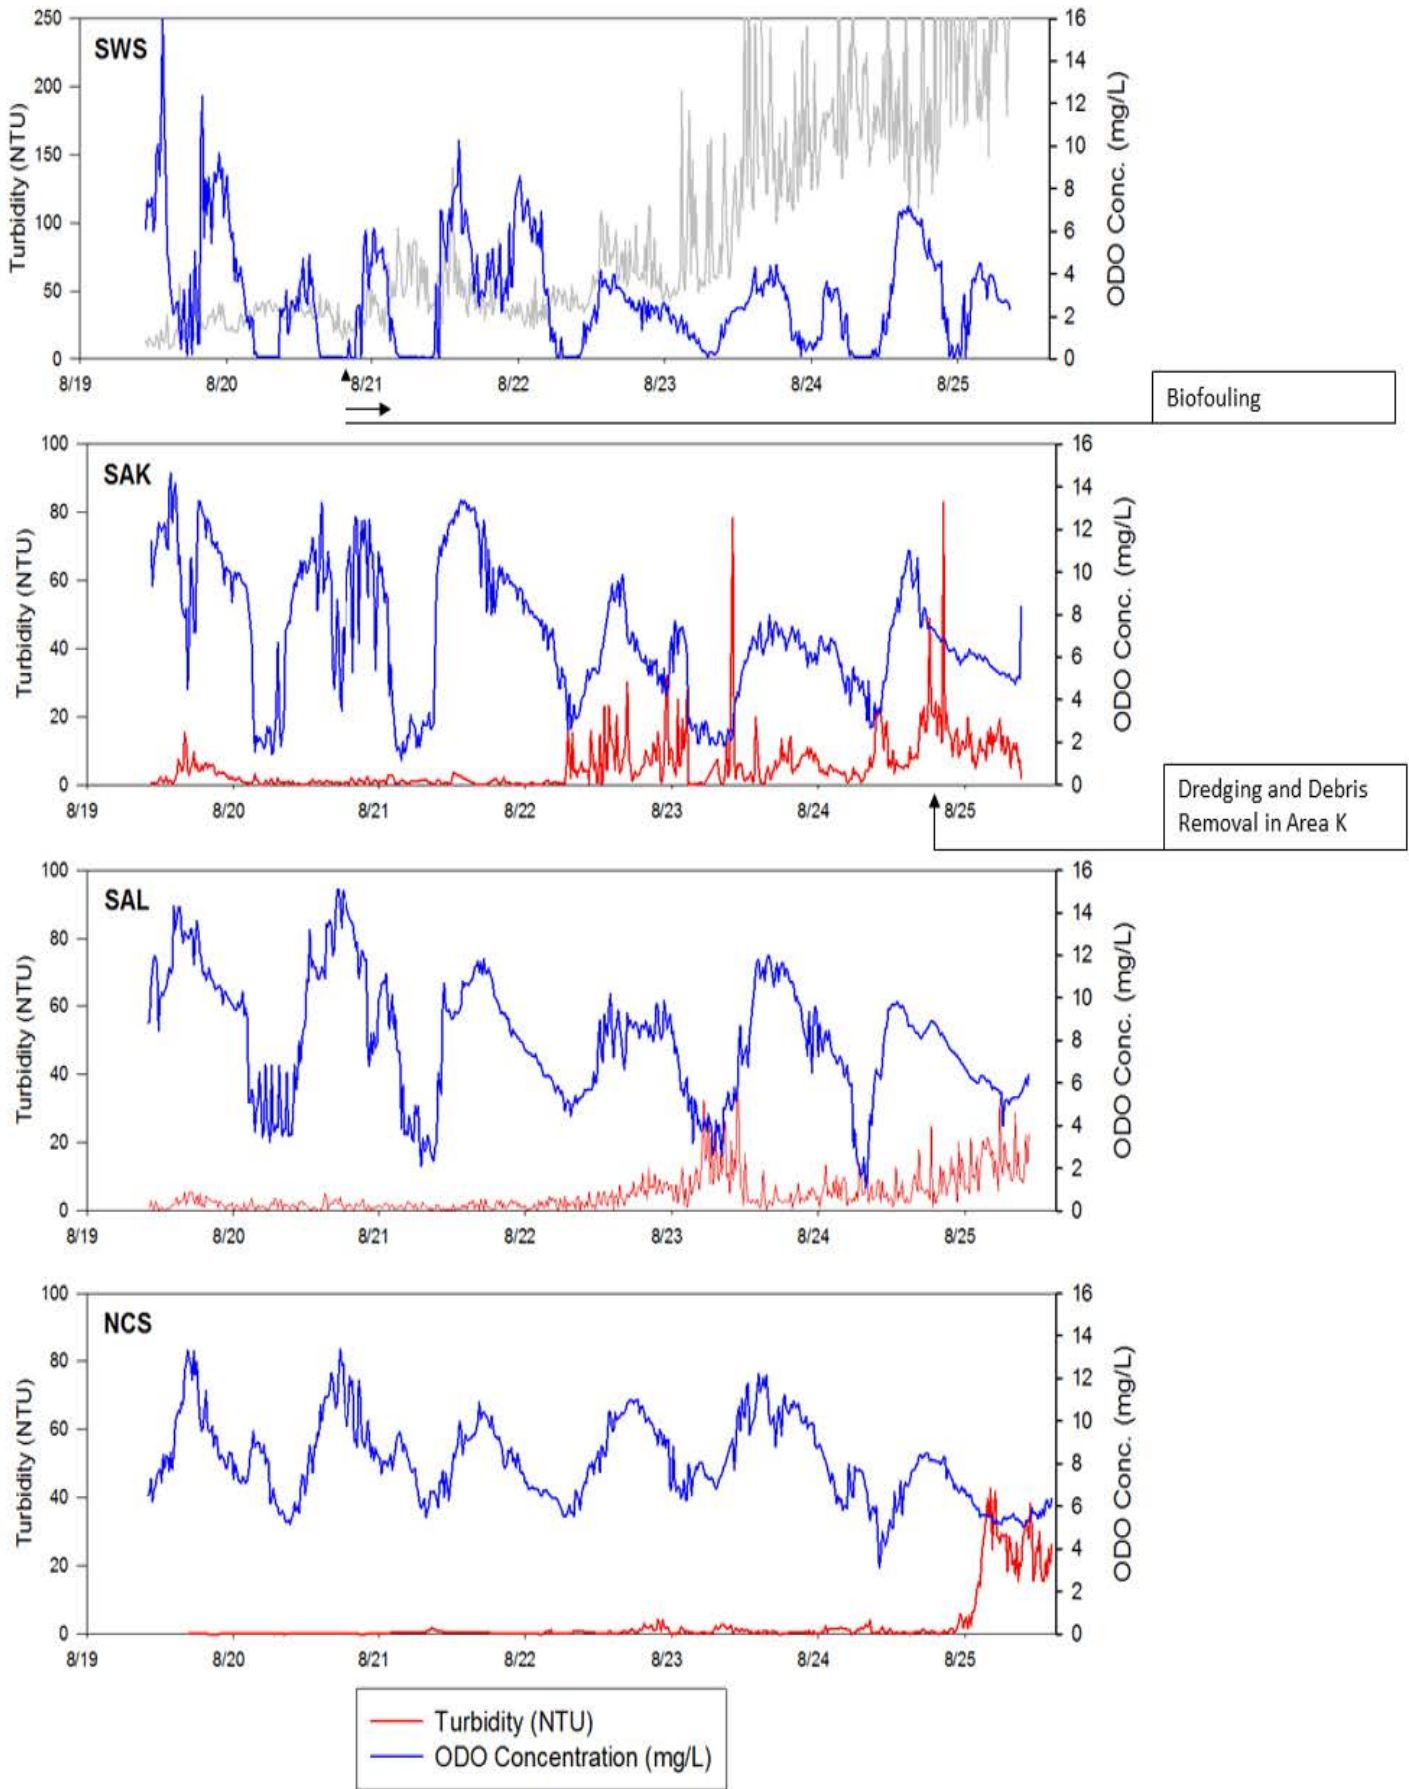 SWS
Turbidity (NTU)
250
200
150
100
50
0
16
14
12
10
8
6
4
2
0
ODO Conc. (mg/L)
8/19 8/20 8/21 8/22 8/23 8/24 8/25
Biofouling
SAK
Turbidity (NTU)
100
80
60
40
20
0
16
14
12
10
8
6
4
2
0
ODO Conc. (mg/L)
8/19 8/20 8/21 8/22 8/23 8/24 8/25
Dredging and Debris
Removal in Area K
SAL
Turbidity (NTU)
100
80
60
40
20
0
16
14
12
10
8
6
4
2
0
ODO Conc. (mg/L)
8/19 8/20 8/21 8/22 8/23 8/24 8/25
NCS
Turbidity (NTU)
100
80
60
40
20
0
16
14
12
10
8
6
4
2
0
ODO Conc. (mg/L)
8/19 8/20 8/21 8/22 8/23 8/24 8/25
Turbidity (NTU)
ODO Concentration (mg/L)